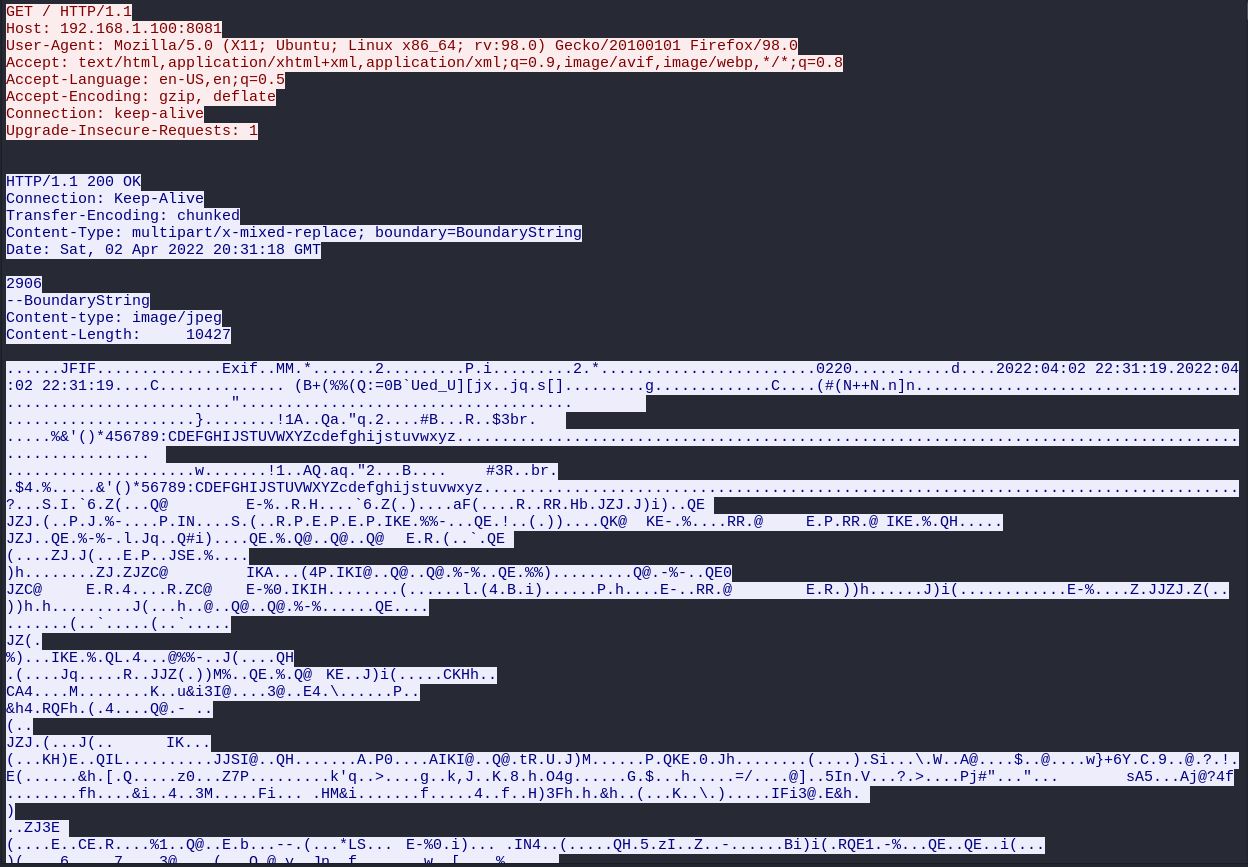 GET / HTTP/1.1
Host: 192.168.1.100:8081
User-Agent: Mozilla/5.0 (X11; Ubuntu; Linux x86_64; rv:98.0) Gecko/20100101 Firefox/98.0
Accept: text/html,application/xhtml+xml,application/xml;q=0.9,image/avif,image/webp,*/*;q=0.8
Accept-Language: en-US,en;q=0.5
Accept-Encoding: gzip, deflate
Connection: keep-alive
Upgrade-Insecure-Requests: 1
HTTP/1.1 200 OK
Connection: Keep-Alive
Transfer-Encoding: chunked
Content-Type: multipart/x-mixed-replace; boundary=BoundaryString
Date: Sat, 02 Apr 2022 20:31:18 GMT
2906
--BoundaryString
Content-type: image/jpeg
Content-Length:     10427
......JFIF..............Exif..MM.*.......2.........P.i.........2.*........................0220...........d....2022:04:02 22:31:19.2022:04
:02 22:31:19....C.............. (B+(%%(Q:=0B`Ued_U][jx..jq.s[].........g.............C....(#(N++N.n]n....................................
.........................".....................................
.....................}........!1A..Qa."q.2....#B...R..$3br.
.....%&'()*456789:CDEFGHIJSTUVWXYZcdefghijstuvwxyz.......................................................................................
................
.....................w.......!1..AQ.aq."2...B....    #3R..br.
.$4.%.....&'()*56789:CDEFGHIJSTUVWXYZcdefghijstuvwxyz....................................................................................
?...S.I.`6.Z(...Q@         E-%..R.H....`6.Z(.)....aF(....R..RR.Hb.JZJ.J)i)..QE
JZJ.(..P.J.%-....P.IN....S.(..R.P.E.P.E.P.IKE.%%-...QE.!..(.))....QK@  KE-.%....RR.@     E.P.RR.@ IKE.%.QH.....
JZJ..QE.%-%-.l.Jq..Q#i)....QE.%.Q@..Q@..Q@  E.R.(..`.QE
(....ZJ.J(...E.P..JSE.%....
)h........ZJ.ZJZC@         IKA...(4P.IKI@..Q@..Q@.%-%..QE.%%).........Q@.-%-..QE0
JZC@     E.R.4....R.ZC@    E-%0.IKIH........(......l.(4.B.i)......P.h....E-..RR.@        E.R.))h......J)i(............E-%....Z.JJZJ.Z(..
))h.h.........J(...h..@..Q@..Q@.%-%......QE....
.......(..`.....(..`.....
JZ(.
%)...IKE.%.QL.4...@%%-..J(....QH
.(....Jq.....R..JJZ(.))M%..QE.%.Q@  KE..J)i(.....CKHh..
CA4....M........K..u&i3I@....3@..E4.\......P..
&h4.RQFh.(.4....Q@.- ..
(..
JZJ.(...J(..      IK...
(...KH)E..QIL..........JJSI@..QH.......A.P0....AIKI@..Q@.tR.U.J)M......P.QKE.0.Jh........(....).Si...\.W..A@....$..@....w}+6Y.C.9..@.?.!.
E(......&h.[.Q.....z0...Z7P.........k'q..>....g..k,J..K.8.h.O4g......G.$...h.....=/....@]..5In.V...?.>....Pj#"..."...       sA5...Aj@?4f
........fh....&i..4..3M.....Fi... .HM&i.......f.....4..f..H)3Fh.h.&h..(...K..\.).....IFi3@.E&h.
)
..ZJ3E
(....E..CE.R....%1..Q@..E.b...--.(...*LS...  E-%0.i)... .IN4..(.....QH.5.zI..Z..-......Bi)i(.RQE1.-%...QE..QE..i(...